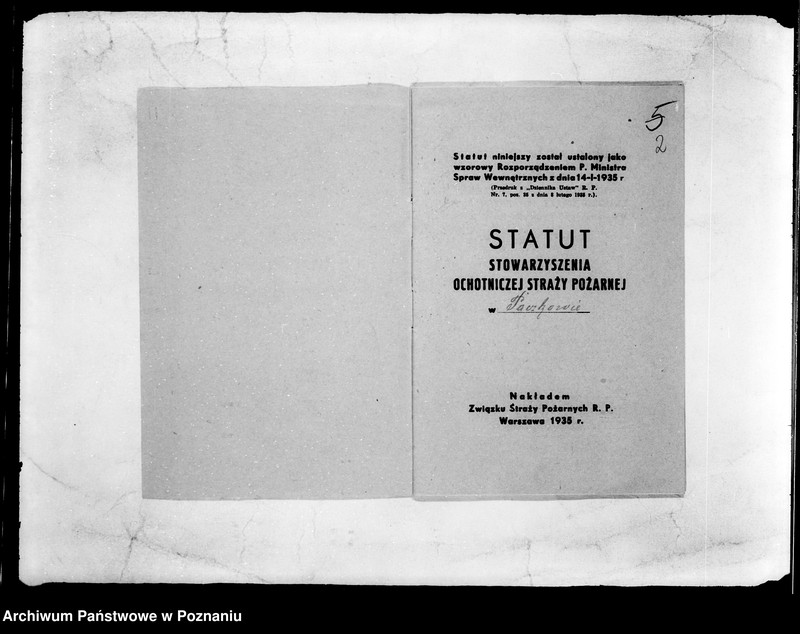 5
2
Statut niniejszy został ustalony jako
wzorowy Rozporządzeniem P. Ministra
Spraw Wewnętrznych z dnia 14-I-1935 r
(Przedruk z „Dziennika Ustaw" R. P.
Nr. 7, poz. 38 z dnia 8 lutego 1935 r.).
STATUT
STOWARZYSZENIA
OCHOTNICZEJ STRAŻY POŻARNEJ
w Paczkowie
Nakładem
Związku Straży Pożarnych R. P.
Warszawa 1935 r.
Archiwum Państwowe w Poznaniu